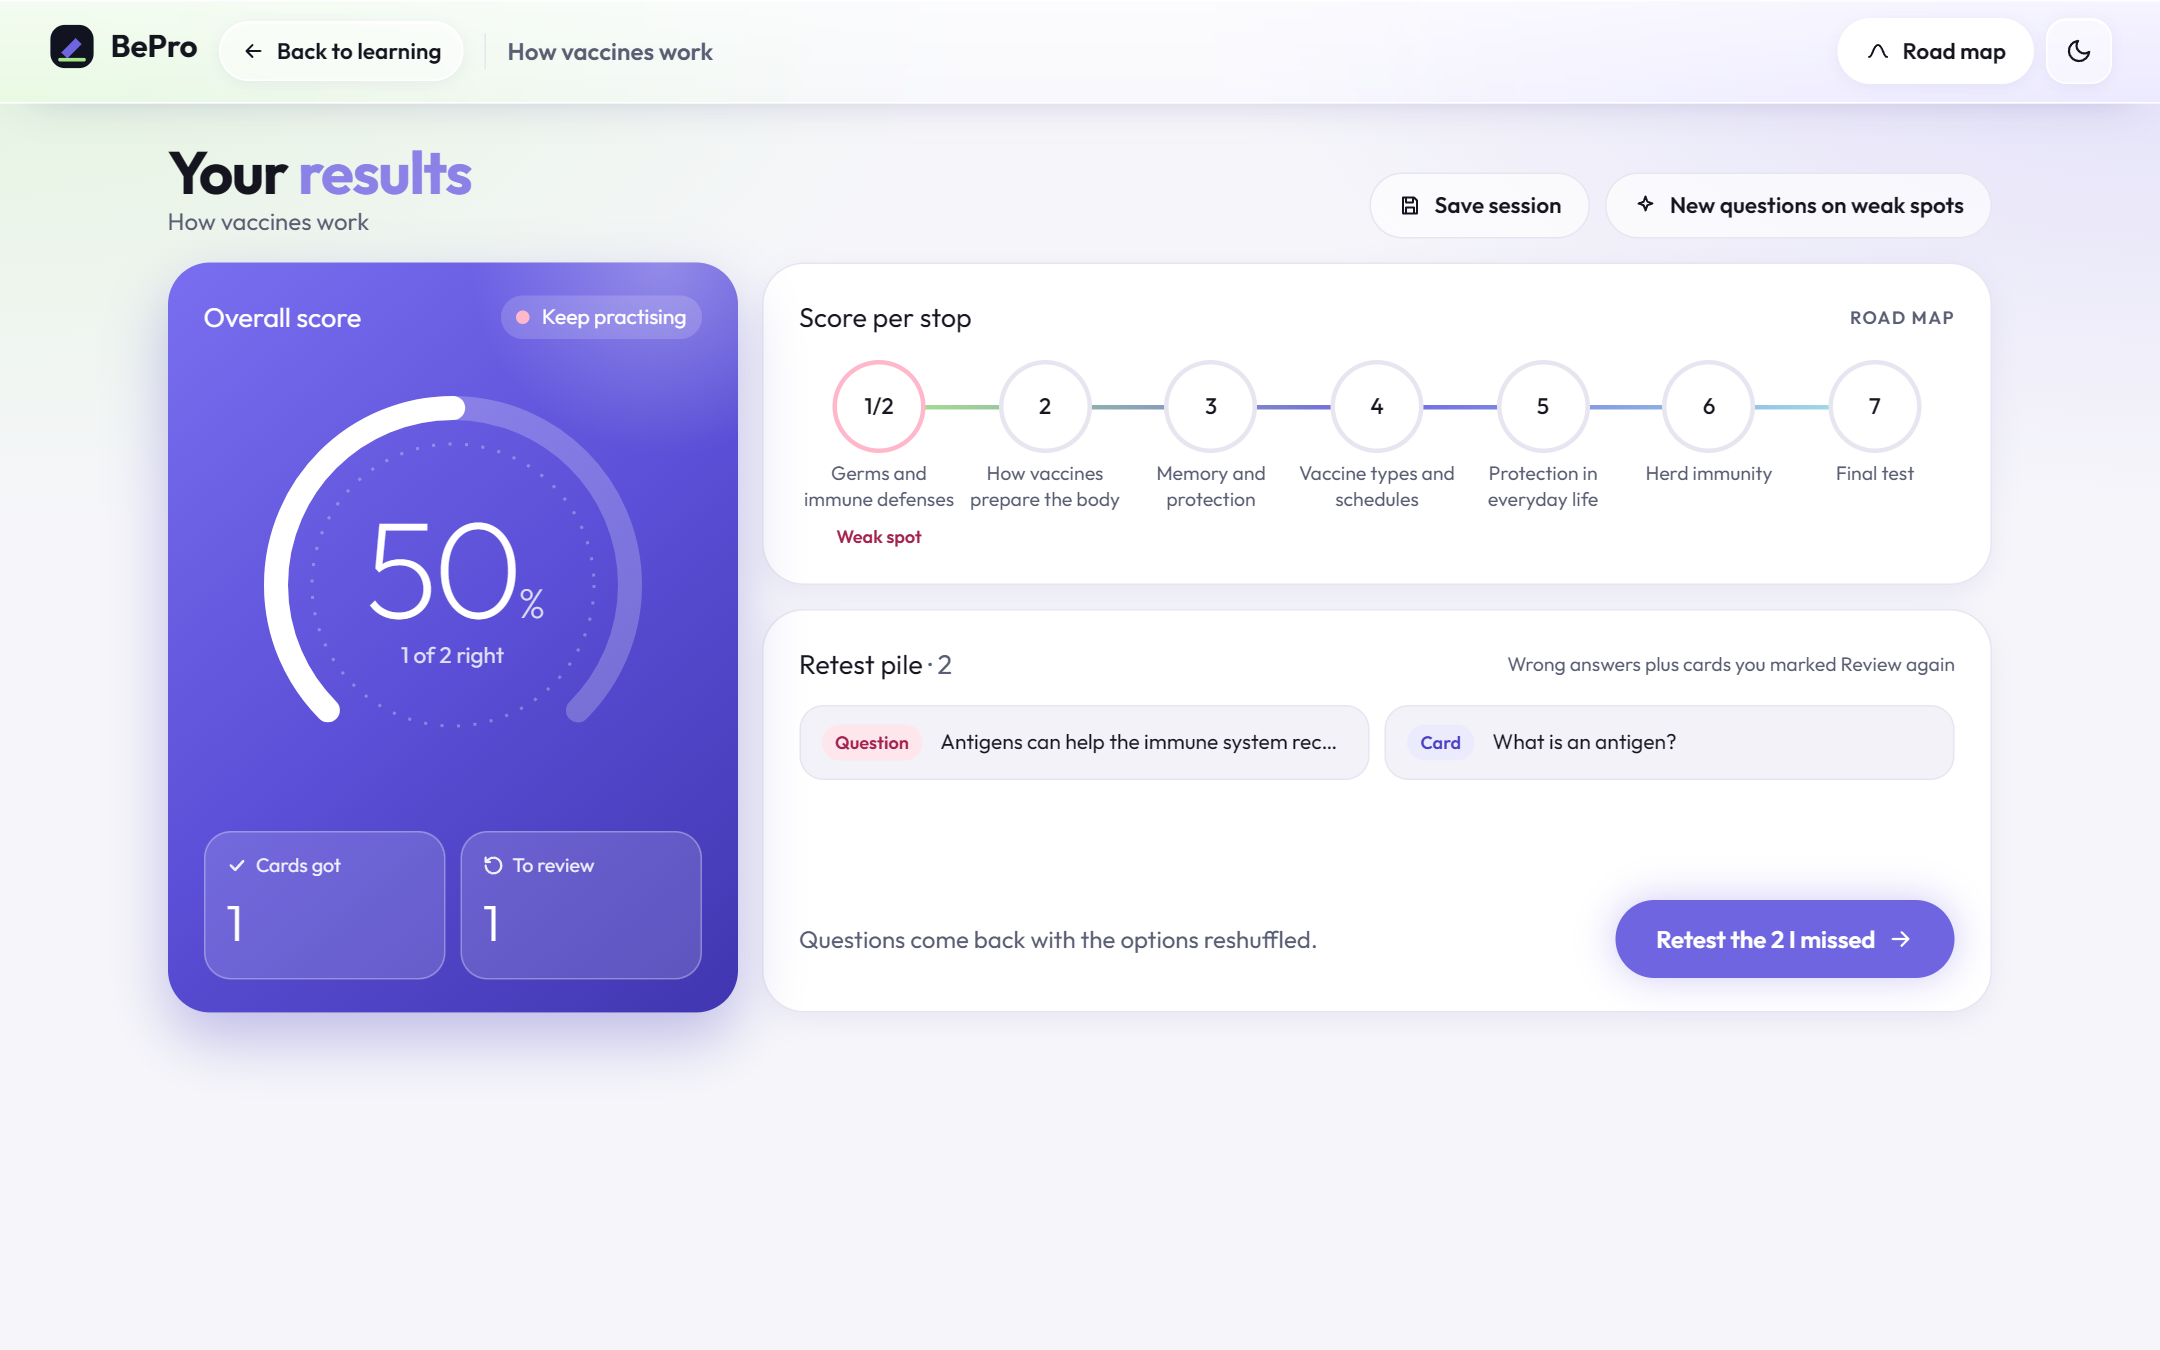 BePro
Back to learning
How vaccines work
Road map
Your results
How vaccines work
Save session
New questions on weak spots
Overall score
Keep practising
50%
1 of 2 right
Cards got
1
To review
1
Score per stop
ROAD MAP
1/2
2
3
4
5
6
7
Germs and
immune defenses
How vaccines
prepare the body
Memory and
protection
Vaccine types and
schedules
Protection in
everyday life
Herd immunity
Final test
Weak spot
Retest pile · 2
Wrong answers plus cards you marked Review again
Question
Antigens can help the immune system rec...
Card
What is an antigen?
Questions come back with the options reshuffled.
Retest the 2 I missed